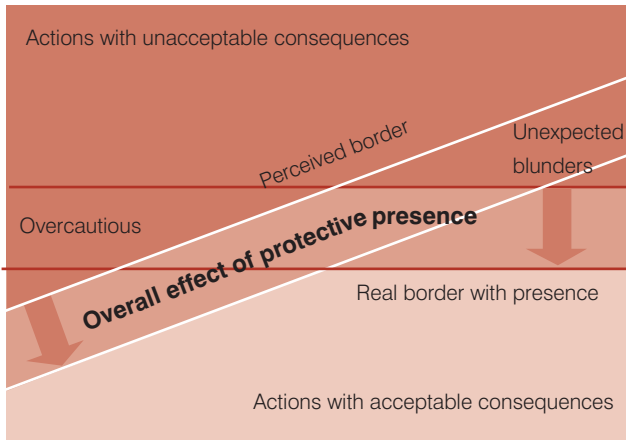 Actions with unacceptable consequences
Perceived border
Unexpected
blunders
Overcautious
Overall effect of protective presence
Real border with presence
Actions with acceptable consequences